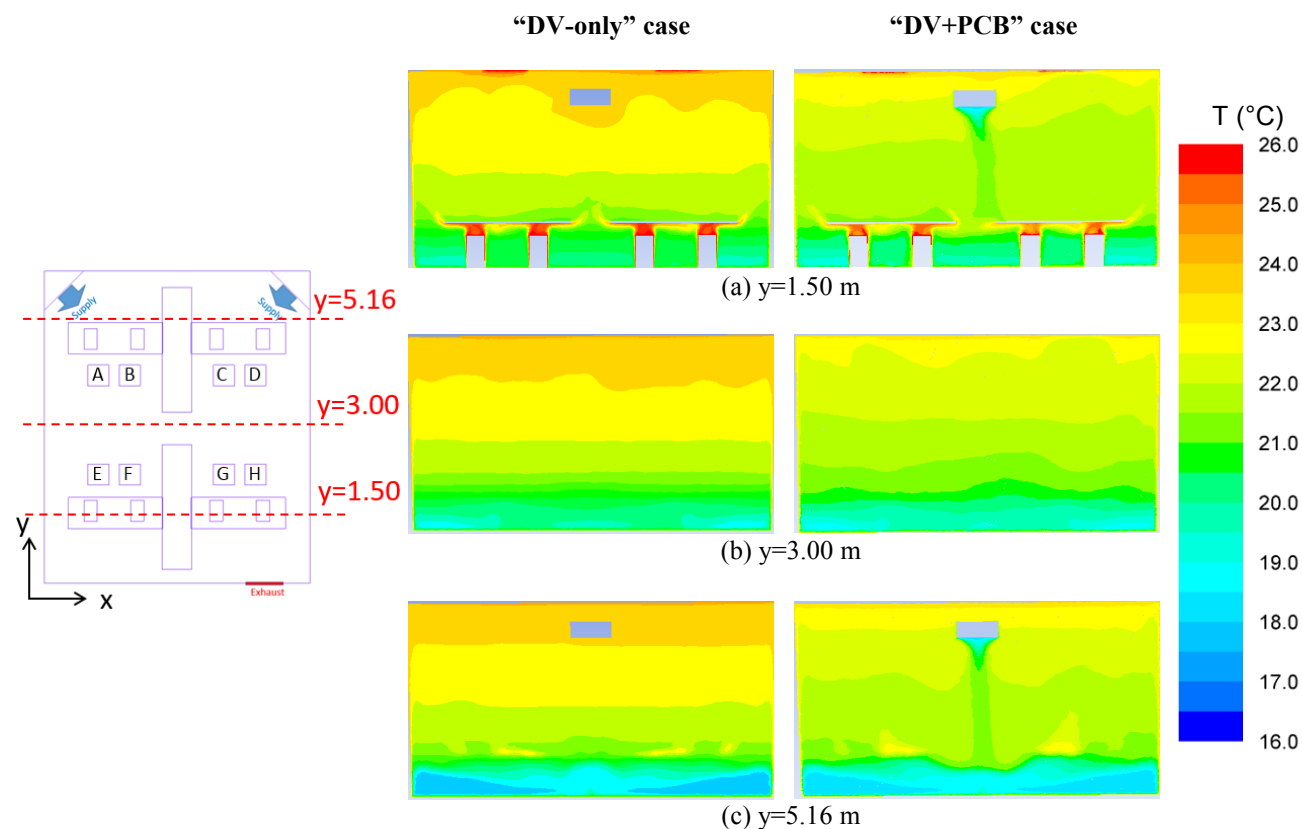 “DV-only” case
“DV+PCB” case
T (°C)
26.0
25.0
24.0
23.0
22.0
21.0
20.0
19.0
18.0
17.0
16.0
(a) y=1.50 m
(b) y=3.00 m
(c) y=5.16 m
Supply
Supply
y=5.16
A B C D
y=3.00
E F G H
y=1.50
y
x
Exhaust